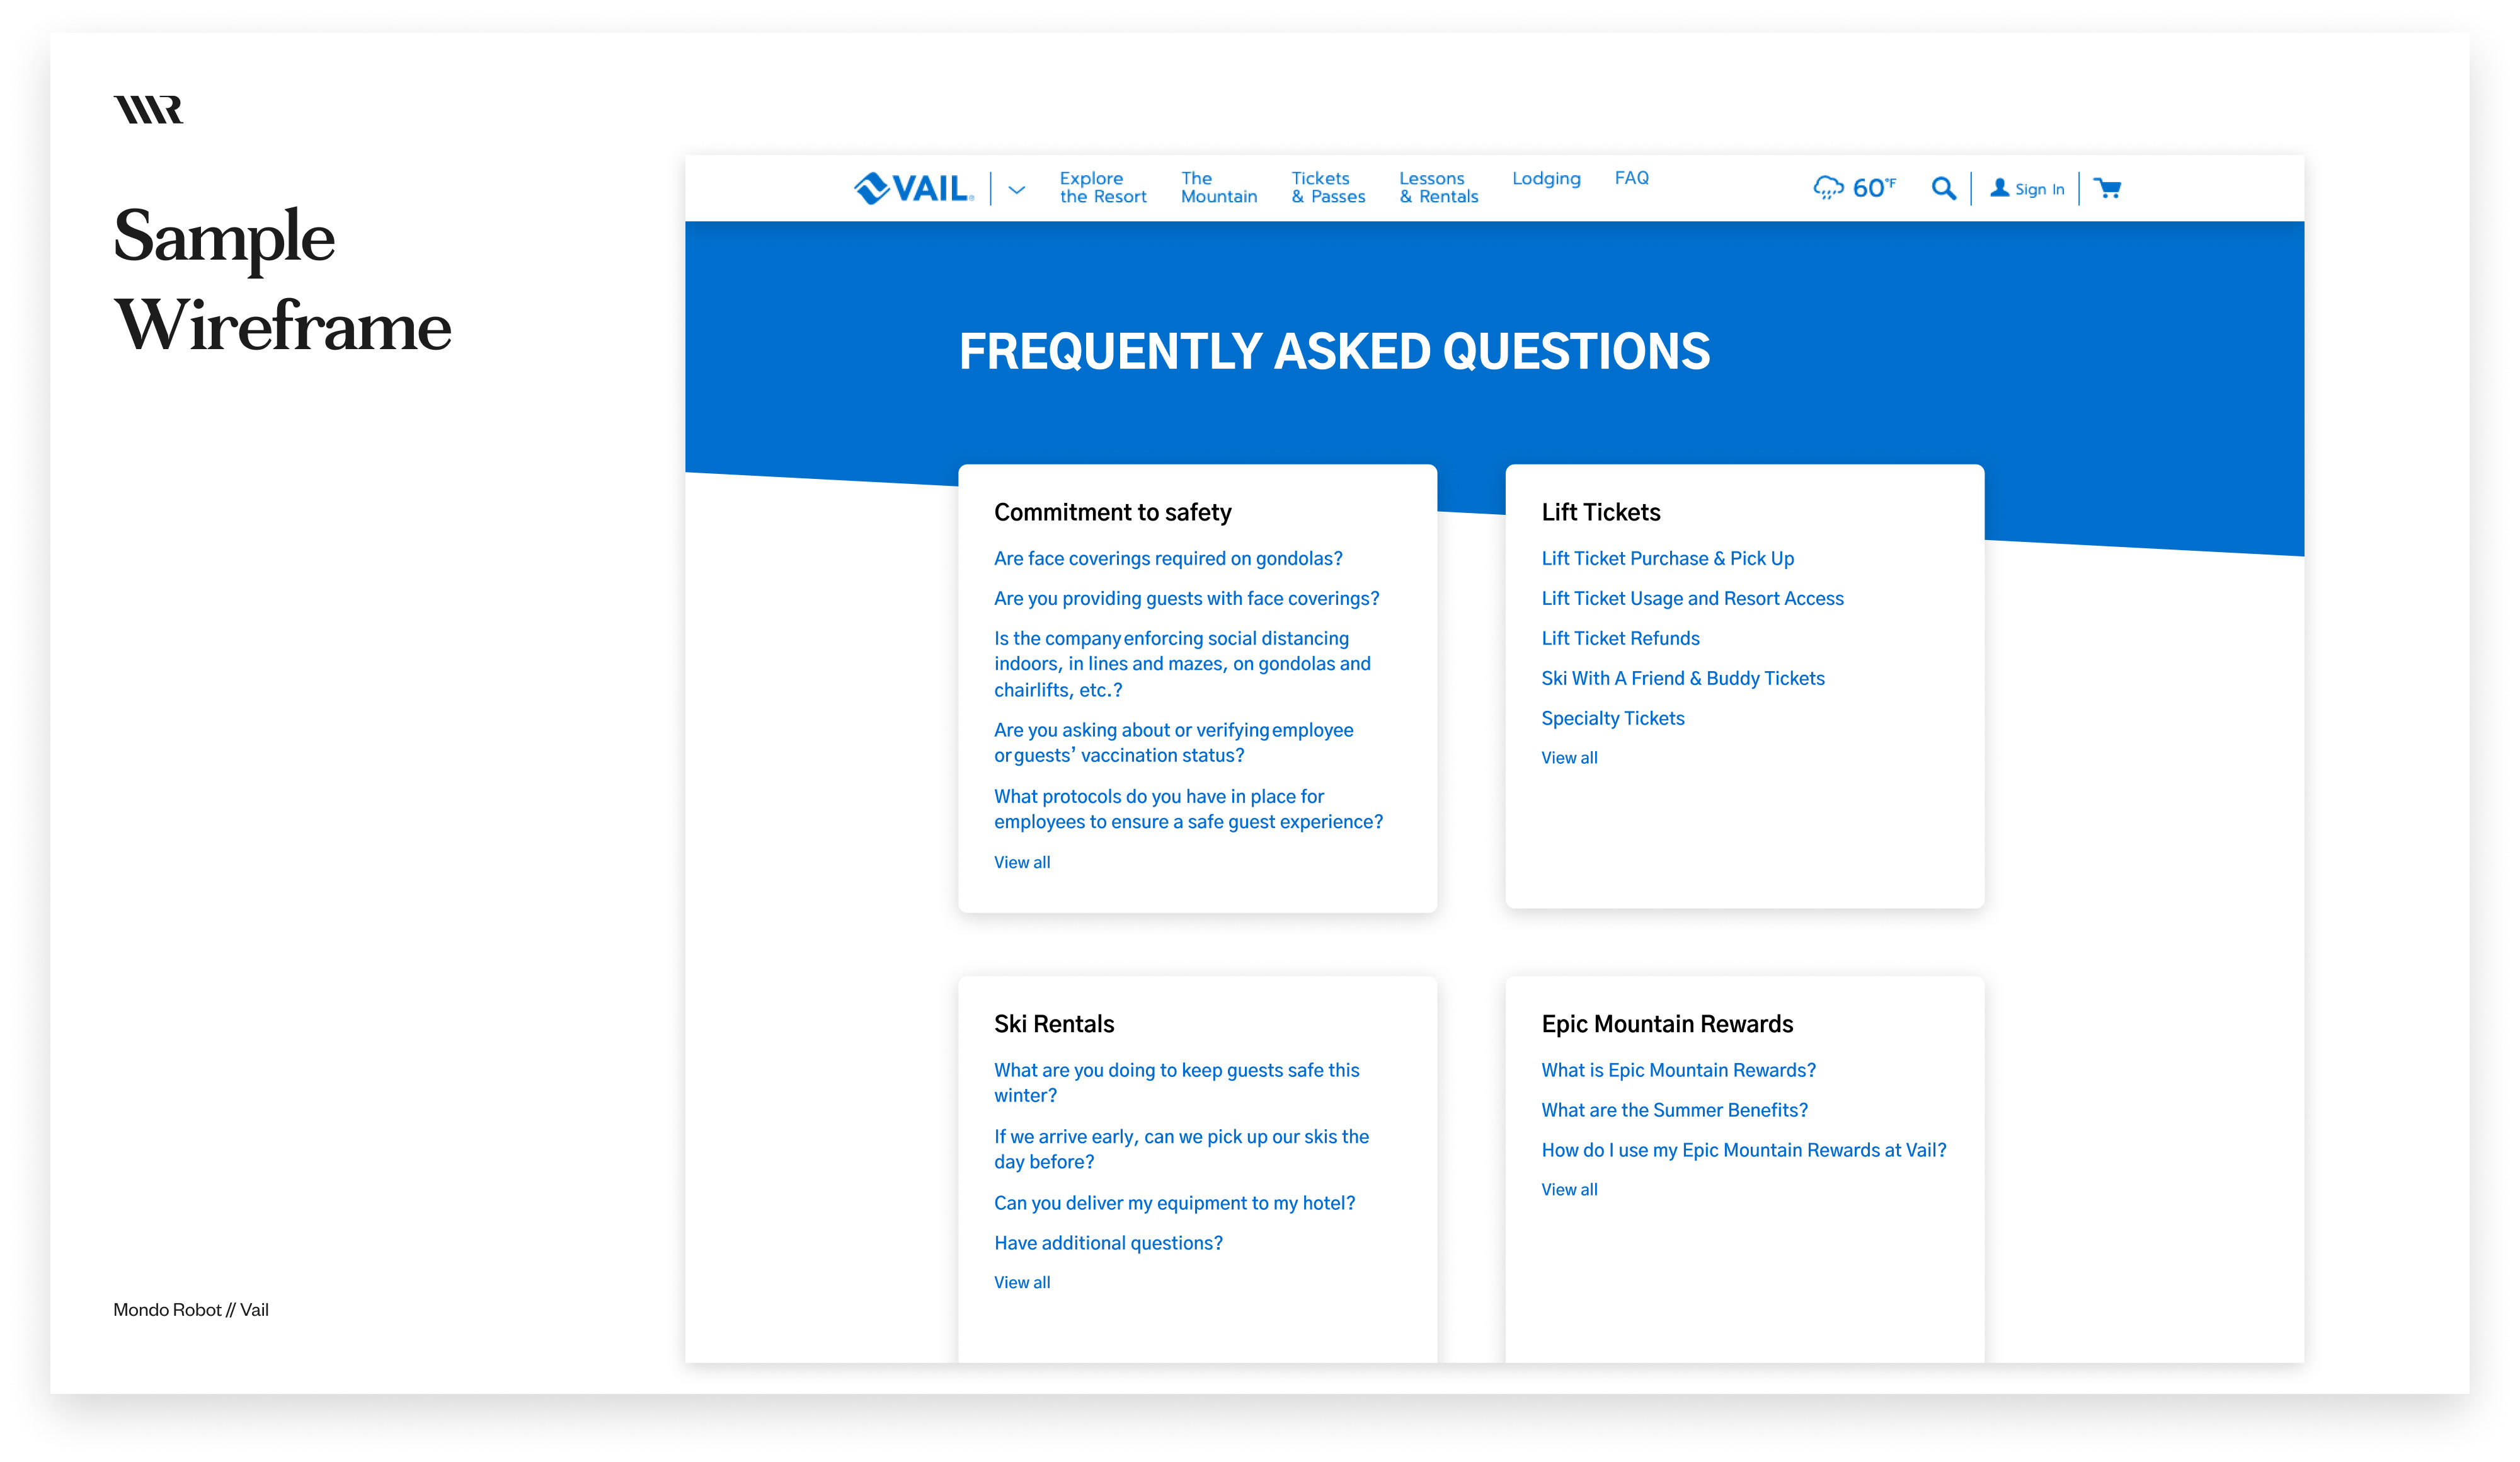 MR
Sample
Wireframe
VAIL
Explore
the Resort
The
Mountain
Tickets
& Passes
Lessons
& Rentals
Lodging
FAQ
60°F
Sign In
FREQUENTLY ASKED QUESTIONS
Commitment to safety
Are face coverings required on gondolas?
Are you providing guests with face coverings?
Is the company enforcing social distancing
indoors, in lines and mazes, on gondolas and
chairlifts, etc.?
Are you asking about or verifying employee
or guests’ vaccination status?
What protocols do you have in place for
employees to ensure a safe guest experience?
View all
Lift Tickets
Lift Ticket Purchase & Pick Up
Lift Ticket Usage and Resort Access
Lift Ticket Refunds
Ski With A Friend & Buddy Tickets
Specialty Tickets
View all
Ski Rentals
What are you doing to keep guests safe this
winter?
If we arrive early, can we pick up our skis the
day before?
Can you deliver my equipment to my hotel?
Have additional questions?
View all
Epic Mountain Rewards
What is Epic Mountain Rewards?
What are the Summer Benefits?
How do I use my Epic Mountain Rewards at Vail?
View all
Mondo Robot // Vail